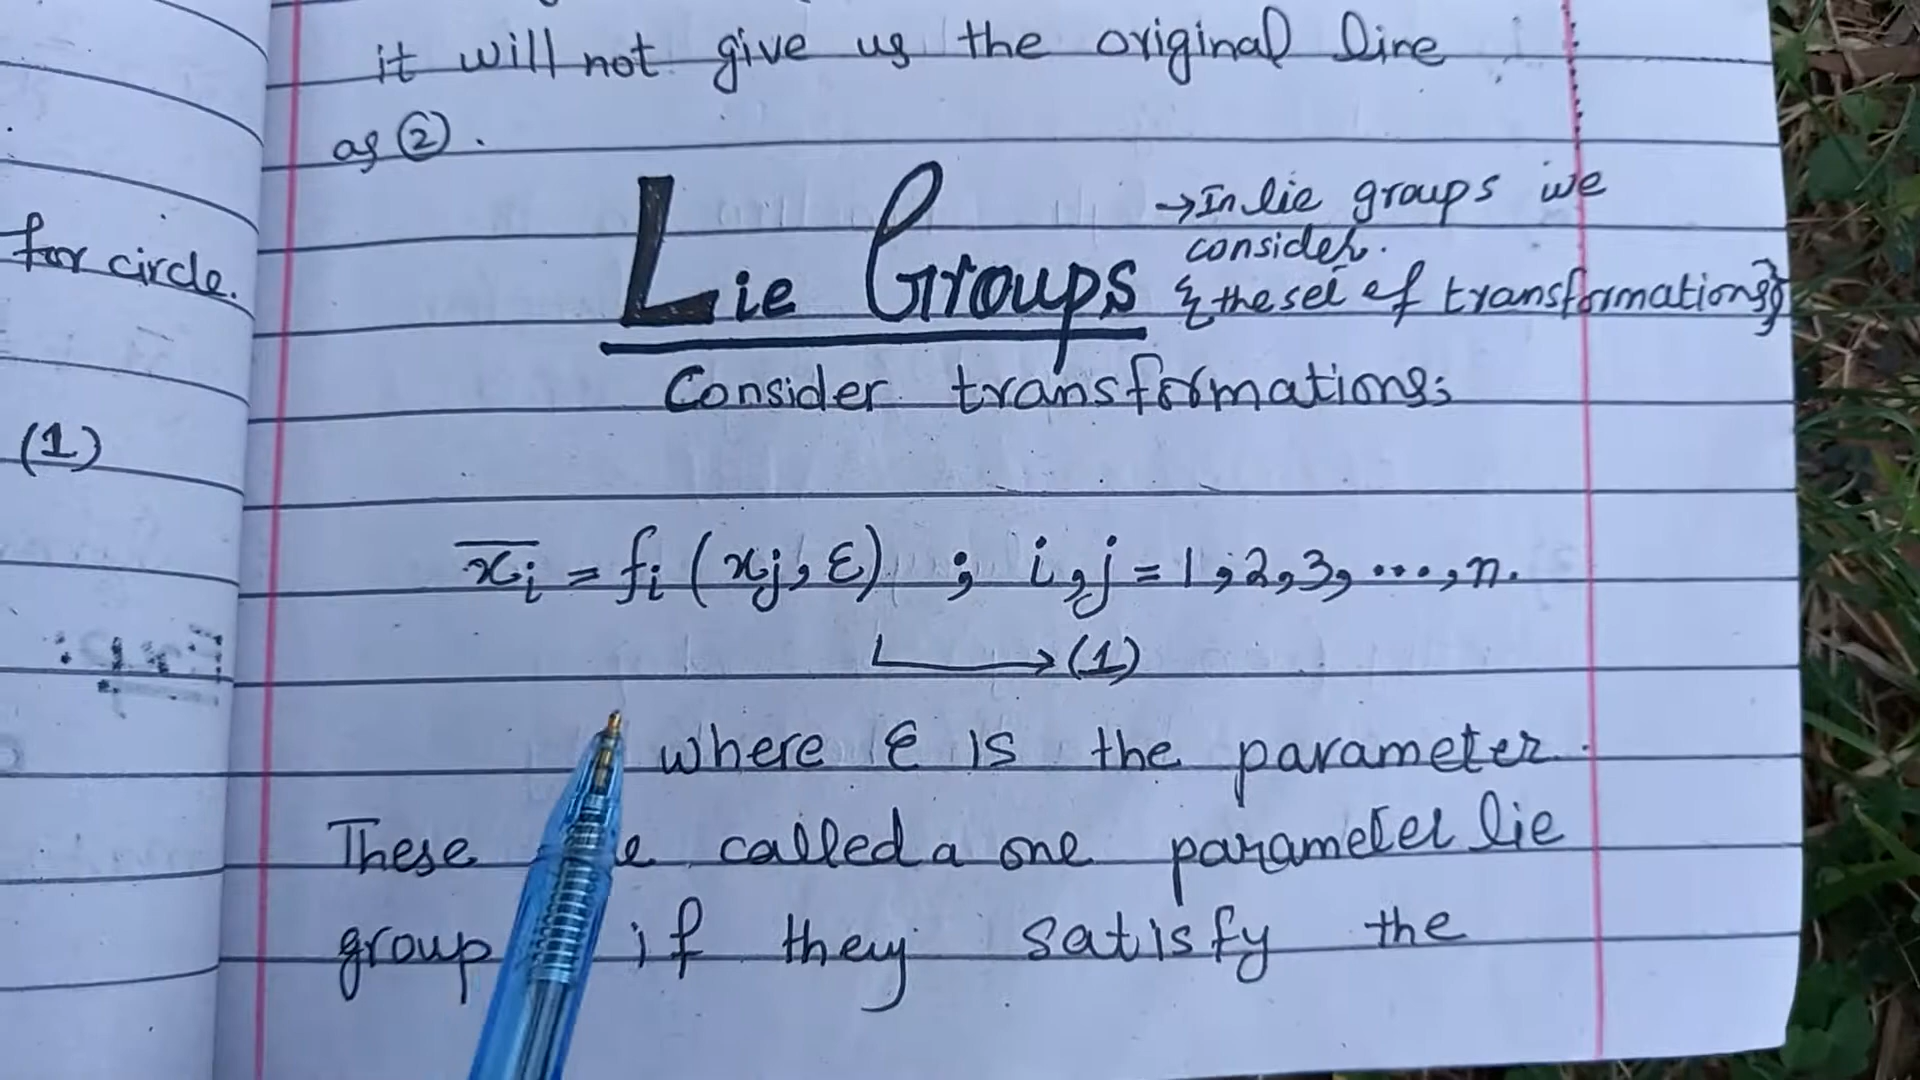 it will not give us the original line
as ②.
Lie Groups
→In lie groups we
consider.
{ the set of transformations}
Consider transformations:
x̄i = fi (xj, ε) ; i,j = 1,2,3, ..., n.
→(1)
where ε is the parameter.
These called a one parameter lie
group if they satisfy the
for circle.
(1)